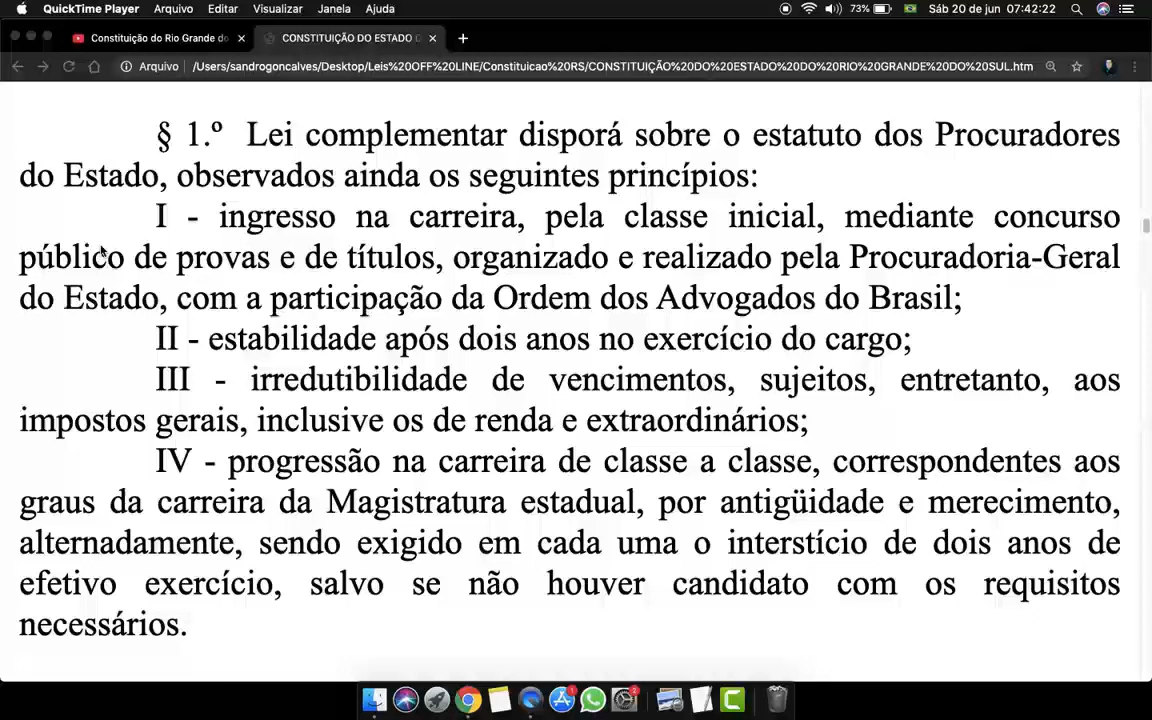 QuickTime Player Arquivo Editar Visualizar Janela Ajuda 73% Sáb 20 de jun 07:42:22
Constituição do Rio Grande do CONSTITUIÇÃO DO ESTADO D
Arquivo /Users/sandrogoncalves/Desktop/Leis%20OFF%20LINE/Constituicao%20RS/CONSTITUIÇÃO%20DO%20ESTADO%20DO%20RIO%20GRANDE%20DO%20SUL.htm
§ 1.º Lei complementar disporá sobre o estatuto dos Procuradores
do Estado, observados ainda os seguintes princípios:
I - ingresso na carreira, pela classe inicial, mediante concurso
público de provas e de títulos, organizado e realizado pela Procuradoria-Geral
do Estado, com a participação da Ordem dos Advogados do Brasil;
II - estabilidade após dois anos no exercício do cargo;
III - irredutibilidade de vencimentos, sujeitos, entretanto, aos
impostos gerais, inclusive os de renda e extraordinários;
IV - progressão na carreira de classe a classe, correspondentes aos
graus da carreira da Magistratura estadual, por antigüidade e merecimento,
alternadamente, sendo exigido em cada uma o interstício de dois anos de
efetivo exercício, salvo se não houver candidato com os requisitos
necessários.